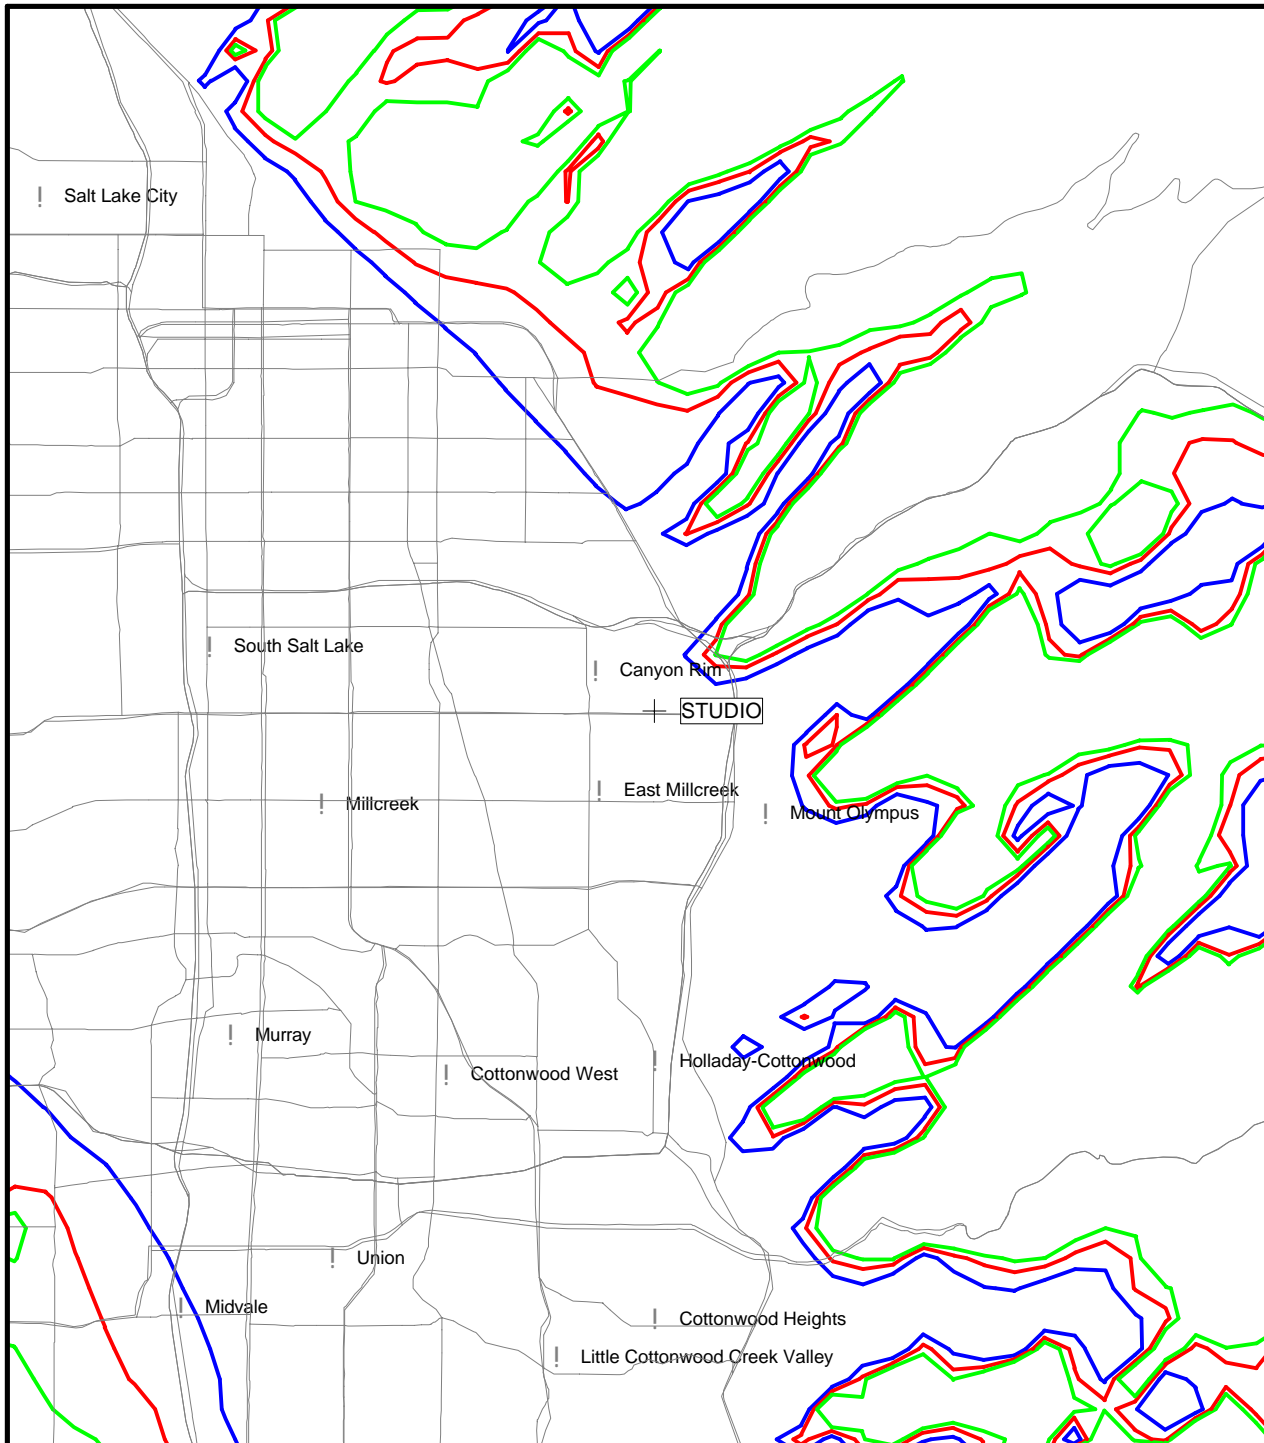 Salt Lake City
South Salt Lake
Canyon Rim
STUDIO
East Millcreek
Millcreek
Mount Olympus
Murray
Holladay-Cottonwood
Cottonwood West
Union
Midvale
Cottonwood Heights
Little Cottonwood Creek Valley